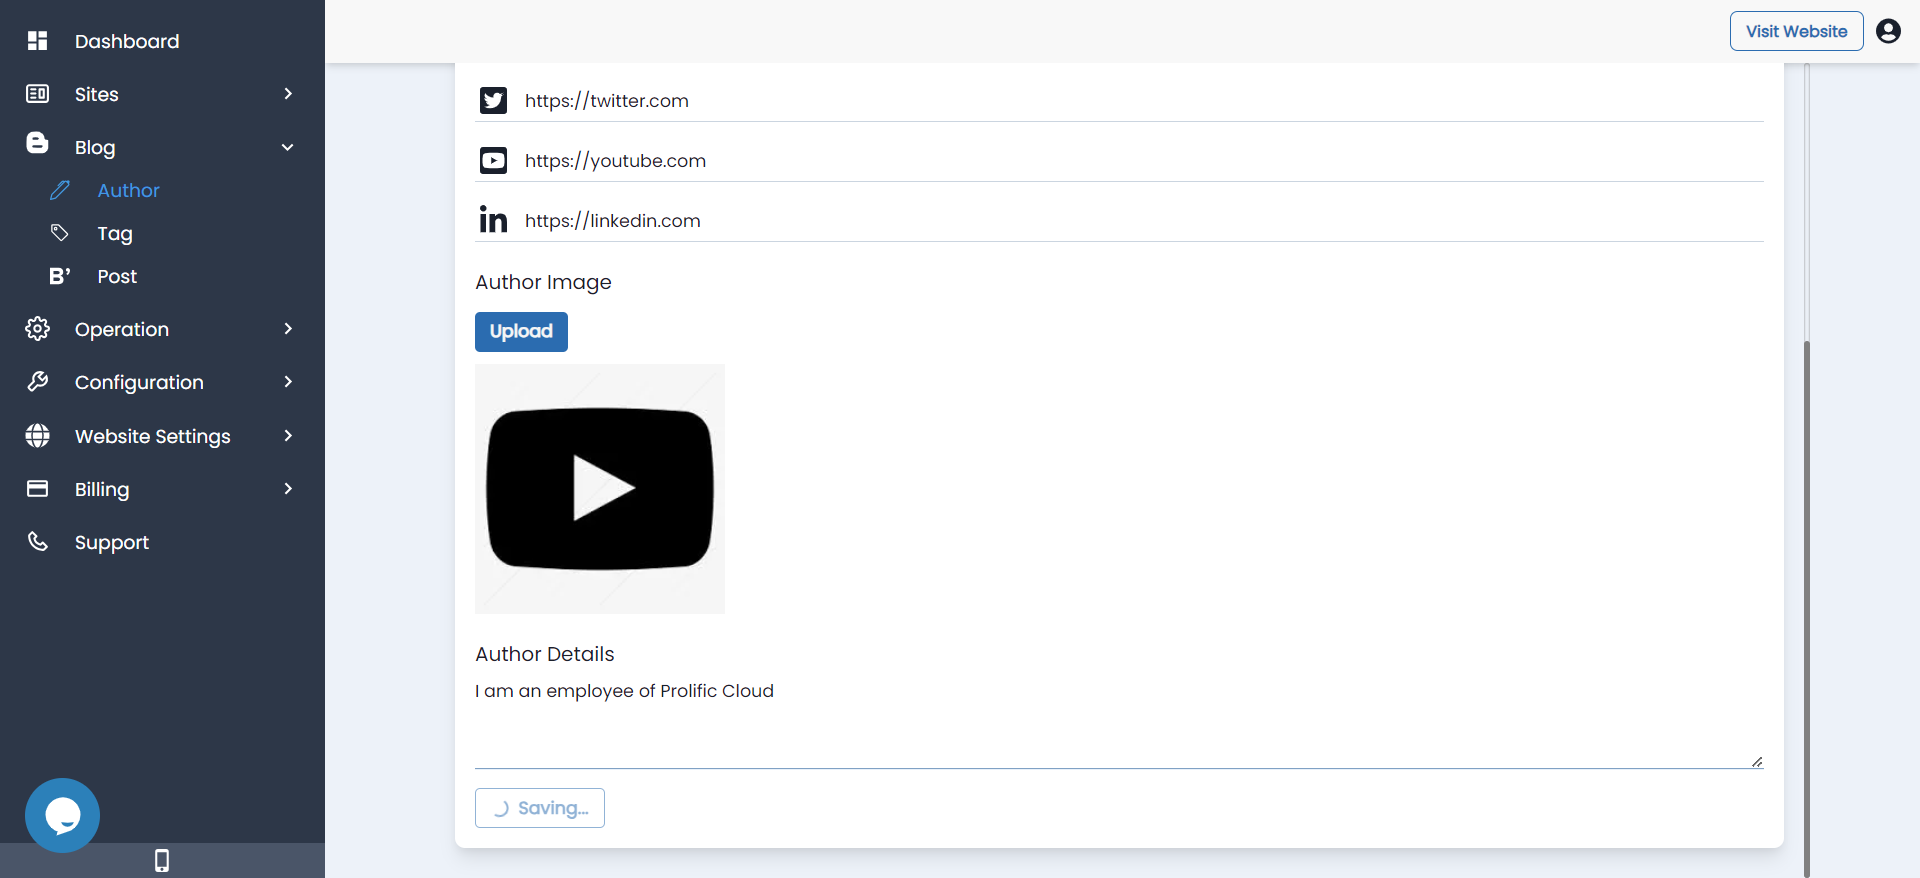 Dashboard
Sites
Blog
Author
Tag
Post
Operation
Configuration
Website Settings
Billing
Support
Visit Website
https://twitter.com
https://youtube.com
in https://linkedin.com
Author Image
Upload
Author Details
I am an employee of Prolific Cloud
Saving...